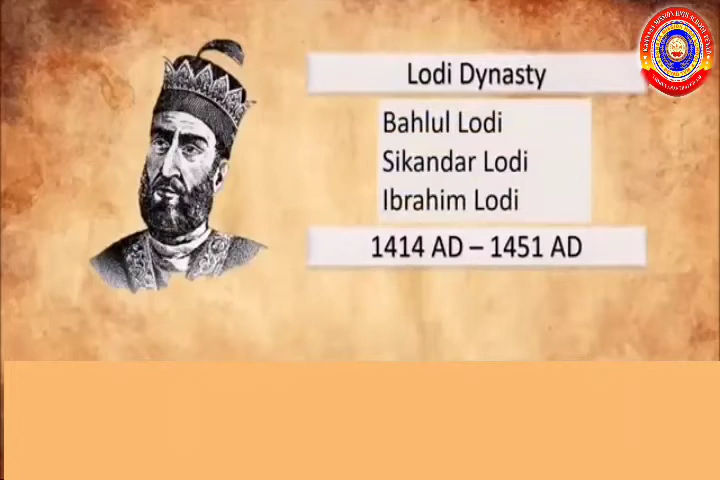 Lodi Dynasty
Bahlul Lodi
Sikandar Lodi
Ibrahim Lodi
1414 AD – 1451 AD